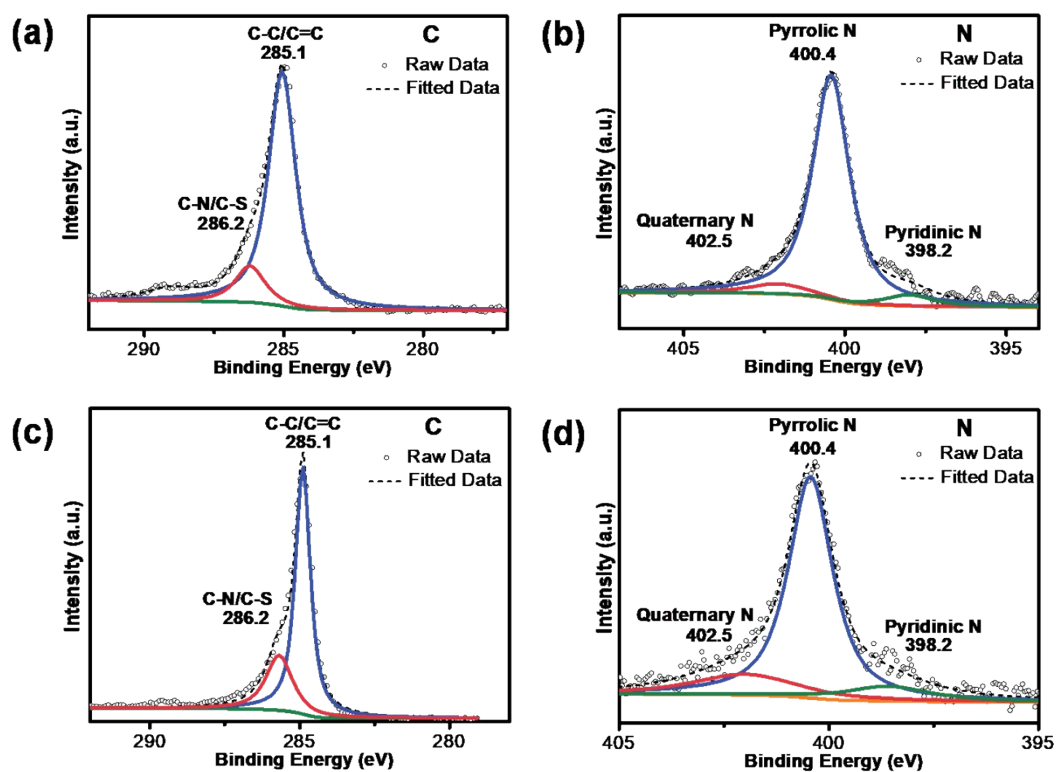 (a)
C-C/C=C
285.1
C
Raw Data
Fitted Data
C-N/C-S
286.2
Intensity (a.u.)
290
285
280
Binding Energy (eV)
(b)
Pyrrolic N
400.4
N
Raw Data
Fitted Data
Quaternary N
402.5
Pyridinic N
398.2
Intensity (a.u.)
405
400
395
Binding Energy (eV)
(c)
C-C/C=C
285.1
C
Raw Data
Fitted Data
C-N/C-S
286.2
Intensity (a.u.)
290
285
280
Binding Energy (eV)
(d)
Pyrrolic N
400.4
N
Raw Data
Fitted Data
Quaternary N
402.5
Pyridinic N
398.2
Intensity (a.u.)
405
400
395
Binding Energy (eV)